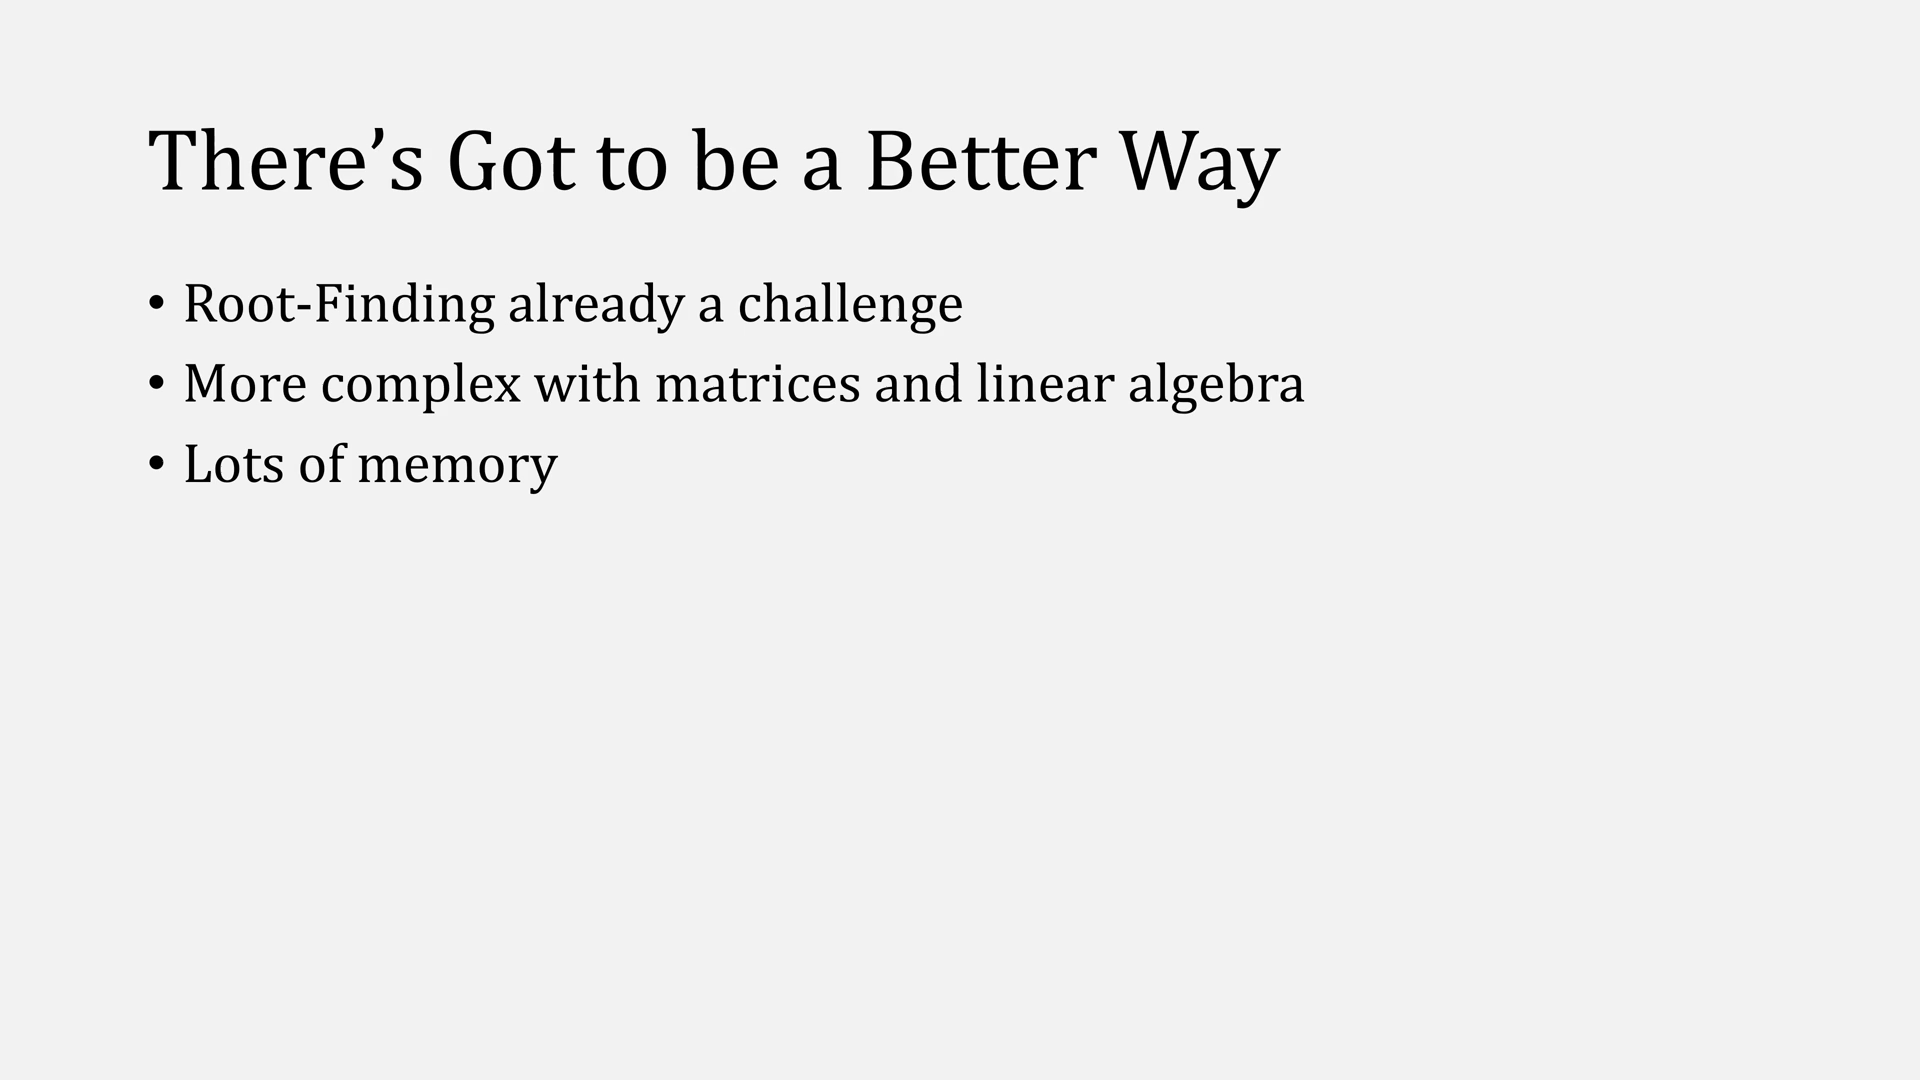 There’s Got to be a Better Way
• Root-Finding already a challenge
• More complex with matrices and linear algebra
• Lots of memory